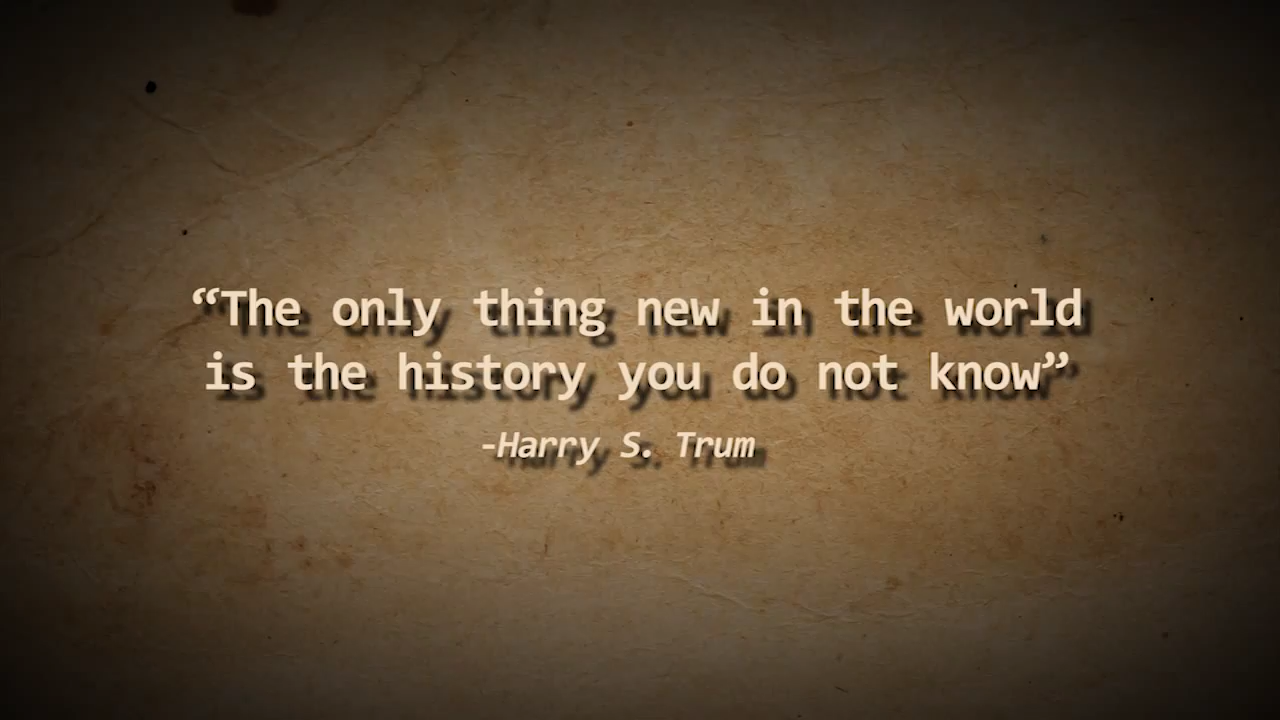 “The only thing new in the world
is the history you do not know”
-Harry S. Trum